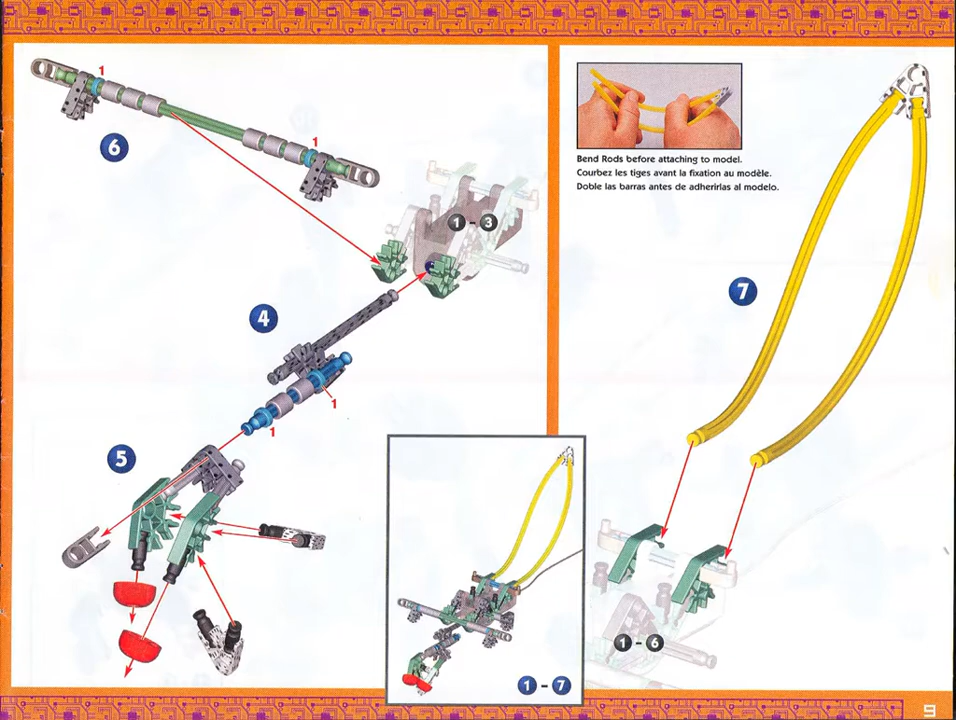 1
6
1
1 - 3
4
1
1
5
1 - 7
Bend Rods before attaching to model.
Courbez les tiges avant la fixation au modèle.
Doble las barras antes de adherirlas al modelo.
7
1 - 6
9